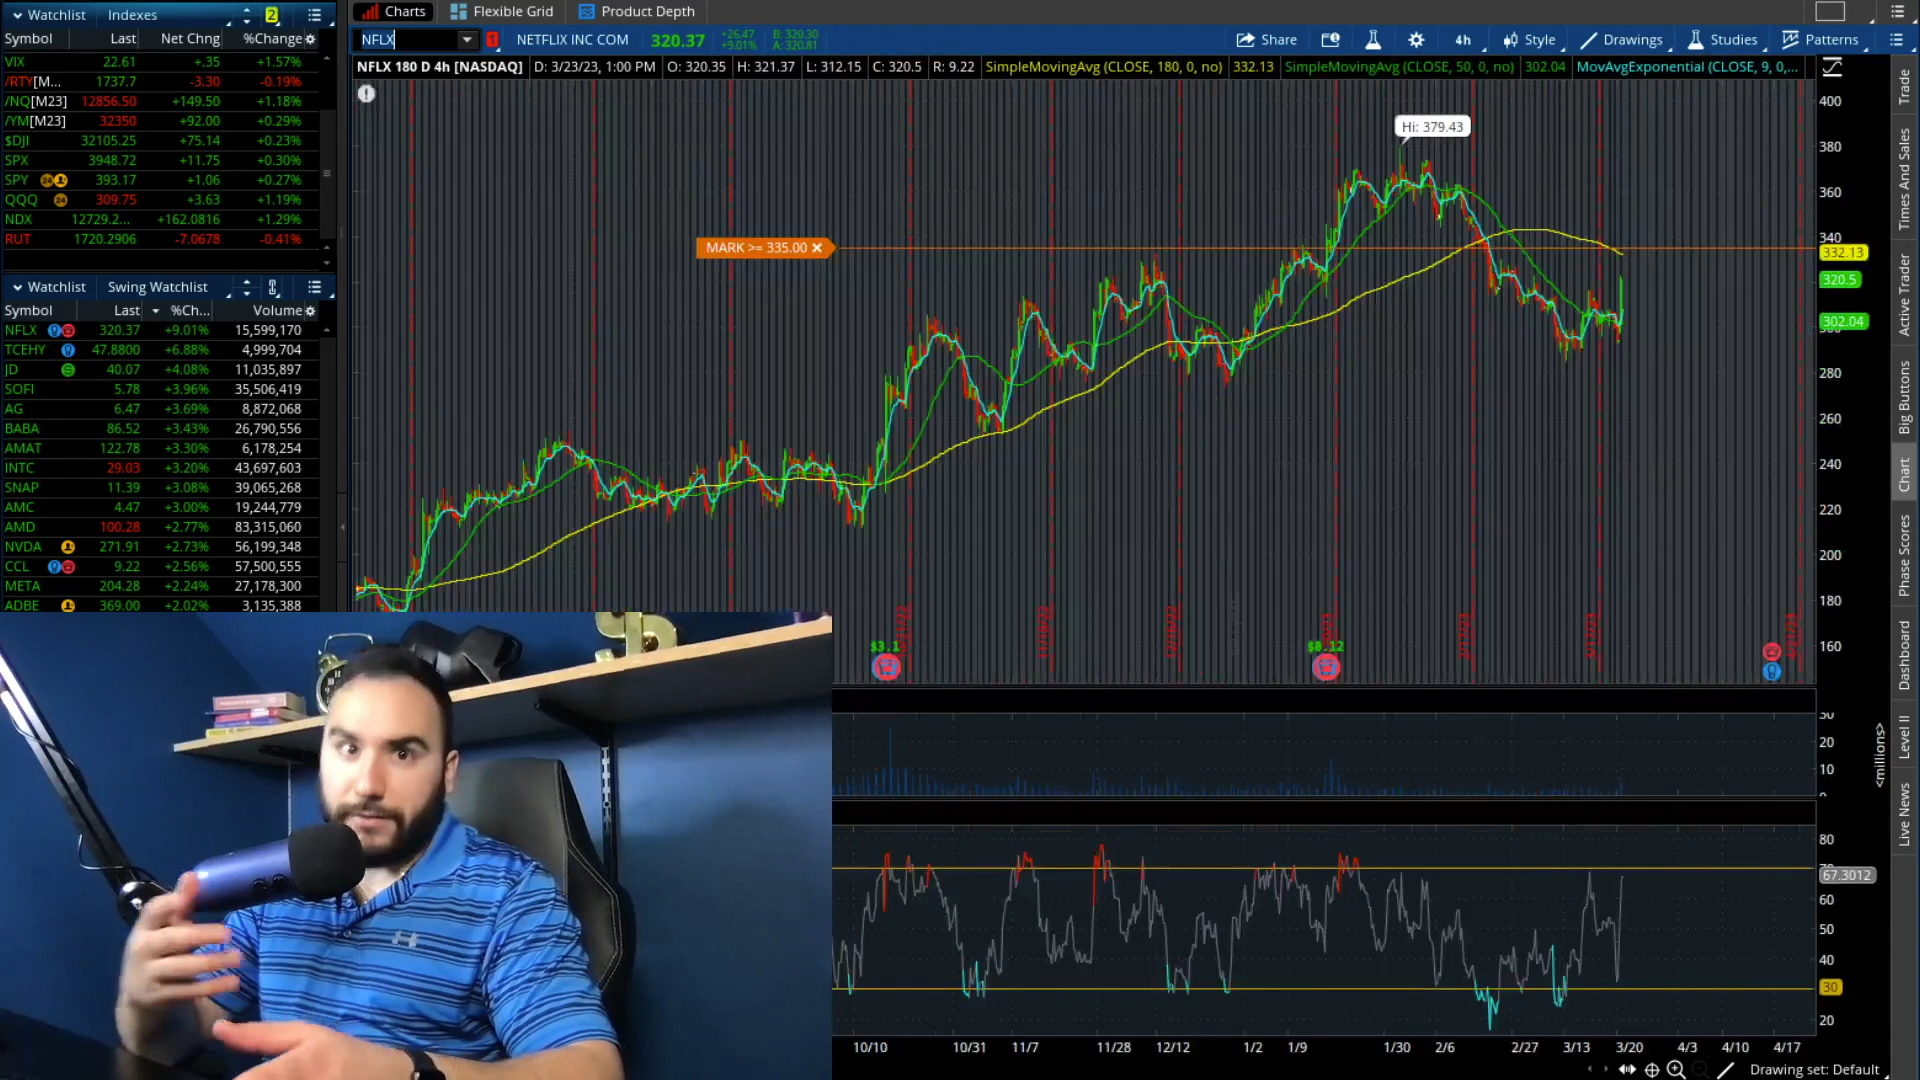 Watchlist Indexes 2
Symbol Last Net Chng %Change
VIX 22.61 +.35 +1.57%
/RTY[M... 1737.7 -3.30 -0.19%
/NQ[M23] 12856.50 +149.50 +1.18%
/YM[M23] 32350 +92.00 +0.29%
$DJI 32105.25 +75.14 +0.23%
SPX 3948.72 +11.75 +0.30%
SPY 24 393.17 +1.06 +0.27%
QQQ 24 309.75 +3.63 +1.19%
NDX 12729.2... +162.0816 +1.29%
RUT 1720.2906 -7.0678 -0.41%
Watchlist Swing Watchlist
Symbol Last %Ch... Volume
NFLX 320.37 +9.01% 15,599,170
TCEHY 47.8800 +6.88% 4,999,704
JD 40.07 +4.08% 11,035,897
SOFI 5.78 +3.96% 35,506,419
AG 6.47 +3.69% 8,872,068
BABA 86.52 +3.43% 26,790,556
AMAT 122.78 +3.30% 6,178,254
INTC 29.03 +3.20% 43,697,603
SNAP 11.39 +3.08% 39,065,268
AMC 4.47 +3.00% 19,244,779
AMD 100.28 +2.77% 83,315,060
NVDA 271.91 +2.73% 56,199,348
CCL 9.22 +2.56% 57,500,555
META 204.28 +2.24% 27,178,300
ADBE 369.00 +2.02% 3,135,388
Charts Flexible Grid Product Depth
NFLX 1 NETFLIX INC COM 320.37 +26.47 +9.01% B: 320.30 A: 320.81 Share 4h Style Drawings Studies Patterns
NFLX 180 D 4h [NASDAQ] D: 3/23/23, 1:00 PM O: 320.35 H: 321.37 L: 312.15 C: 320.5 R: 9.22 SimpleMovingAvg (CLOSE, 180, 0, no) 332.13 SimpleMovingAvg (CLOSE, 50, 0, no) 302.04 MovAvgExponential (CLOSE, 9, 0,...
Hi: 379.43
MARK >= 335.00
400
380
360
340
332.13
320.5
302.04
280
260
240
220
200
180
160
$3.1
$0.12
20
10
<millions>
80
67.3012
60
50
40
30
20
10/10 10/31 11/7 11/28 12/12 1/2 1/9 1/30 2/6 2/27 3/13 3/20 4/3 4/10 4/17
Drawing set: Default
Trade
Times And Sales
Active Trader
Big Buttons
Chart
Phase Scores
Dashboard
Level II
Live News